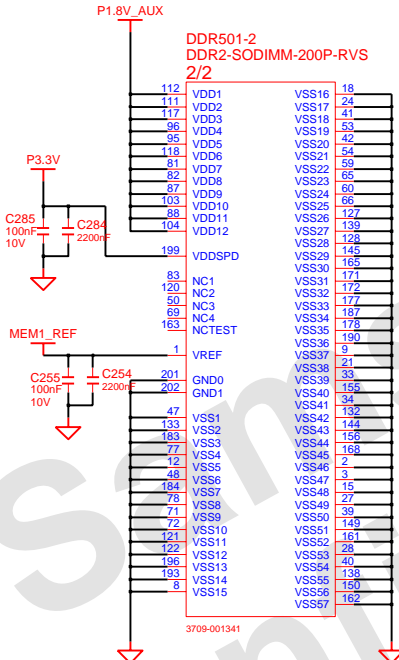 P1.8V_AUX
DDR501-2
DDR2-SODIMM-200P-RVS
2/2
112 VDD1
111 VDD2
117 VDD3
96 VDD4
95 VDD5
118 VDD6
81 VDD7
82 VDD8
87 VDD9
103 VDD10
88 VDD11
104 VDD12
199 VDDSPD
83 NC1
120 NC2
50 NC3
69 NC4
163 NCTEST
1 VREF
201 GND0
202 GND1
47 VSS1
133 VSS2
183 VSS3
77 VSS4
12 VSS5
48 VSS6
184 VSS7
78 VSS8
71 VSS9
72 VSS10
121 VSS11
122 VSS12
196 VSS13
193 VSS14
8 VSS15
VSS16 18
VSS17 24
VSS18 41
VSS19 53
VSS20 42
VSS21 54
VSS22 59
VSS23 65
VSS24 60
VSS25 66
VSS26 127
VSS27 139
VSS28 128
VSS29 145
VSS30 165
VSS31 171
VSS32 172
VSS33 177
VSS34 187
VSS35 178
VSS36 190
VSS37 9
VSS38 21
VSS39 33
VSS40 155
VSS41 34
VSS42 132
VSS43 144
VSS44 156
VSS45 168
VSS46 2
VSS47 3
VSS48 15
VSS49 27
VSS50 39
VSS51 149
VSS52 161
VSS53 28
VSS54 40
VSS55 138
VSS56 150
VSS57 162
P3.3V
C285
100nF
10V
C284
2200nF
MEM1_REF
C255
100nF
10V
C254
2200nF
3709-001341
Sams